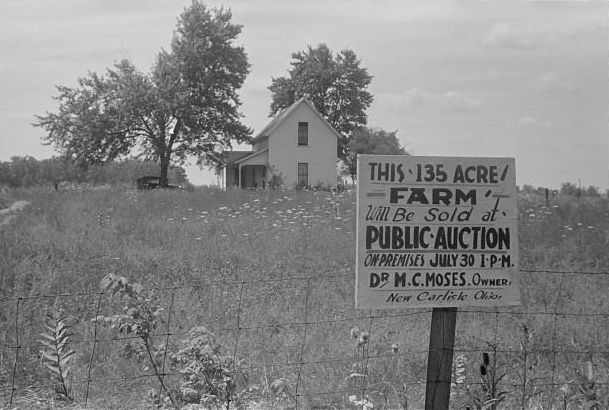 THIS · 135 ACRE
FARM
Will Be Sold at
PUBLIC·AUCTION
ON PREMISES JULY 30 1·P·M.
DR M.C. MOSES. OWNER.
New Carlisle Ohio.